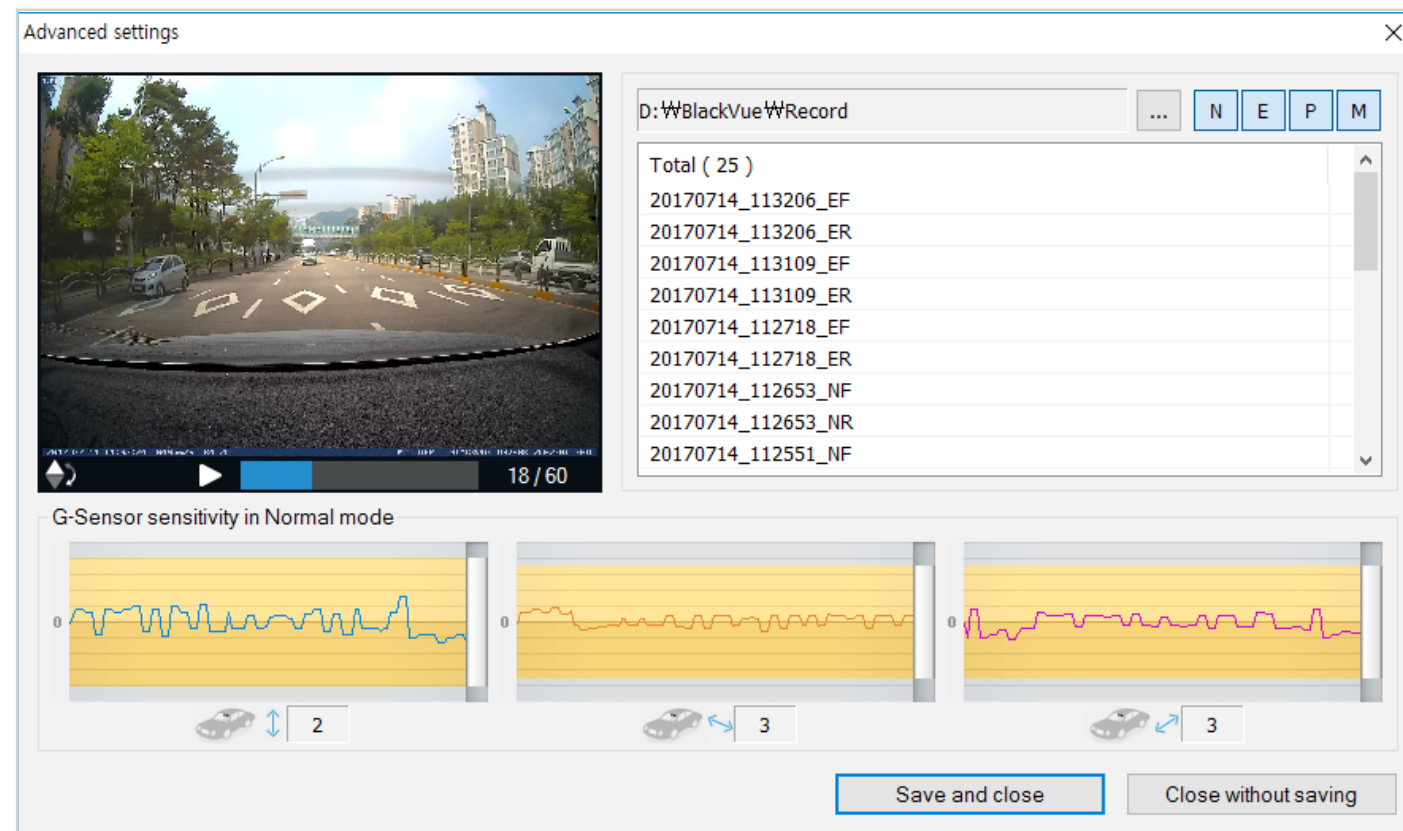 Advanced settings
D:₩BlackVue₩Record
... N E P M
Total ( 25 )
20170714_113206_EF
20170714_113206_ER
20170714_113109_EF
20170714_113109_ER
20170714_112718_EF
20170714_112718_ER
20170714_112653_NF
20170714_112653_NR
20170714_112551_NF
18 / 60
G-Sensor sensitivity in Normal mode
0
0
0
2
3
3
Save and close
Close without saving